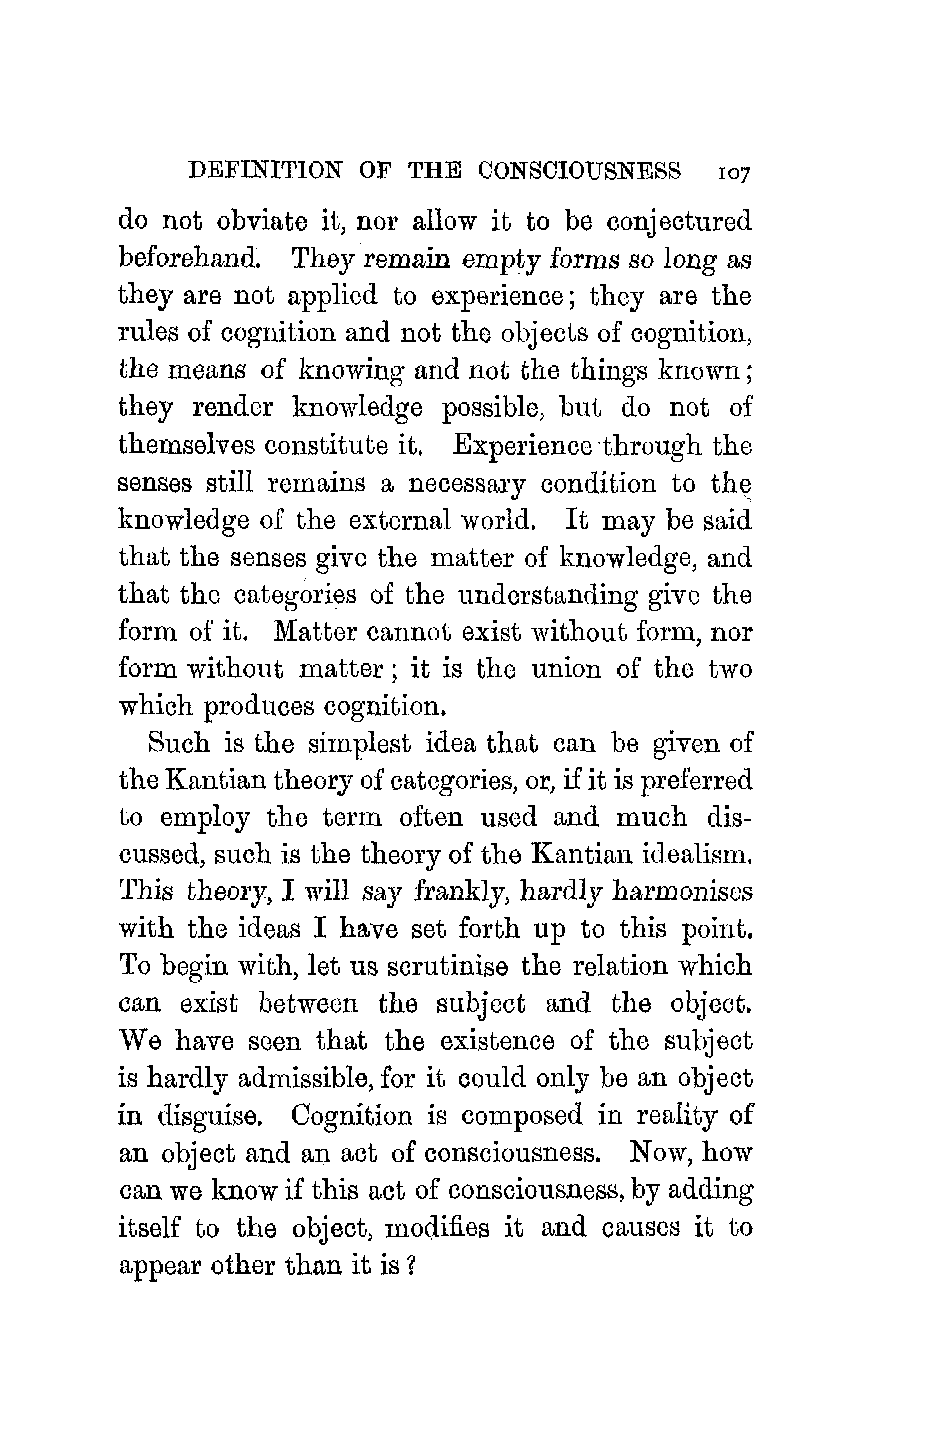 DEFINITION OF THE CONSCIOUSNESS 107
do not obviate it, nor allow it to be conjectured
beforehand. They remain empty forms so long as
they are not applied to experience; they are the
rules of cognition and not the objects of cognition,
the means of knowing and not the things known;
they render knowledge possible, but do not of
themselves constitute it. Experience through the
senses still remains a necessary condition to the
knowledge of the external world. It may be said
that the senses give the matter of knowledge, and
that the categories of the understanding give the
form of it. Matter cannot exist without form, nor
form without matter; it is the union of the two
which produces cognition.
Such is the simplest idea that can be given of
the Kantian theory of categories, or, if it is preferred
to employ the term often used and much dis-
cussed, such is the theory of the Kantian idealism.
This theory, I will say frankly, hardly harmonises
with the ideas I have set forth up to this point.
To begin with, let us scrutinise the relation which
can exist between the subject and the object.
We have seen that the existence of the subject
is hardly admissible, for it could only be an object
in disguise. Cognition is composed in reality of
an object and an act of consciousness. Now, how
can we know if this act of consciousness, by adding
itself to the object, modifies it and causes it to
appear other than it is?